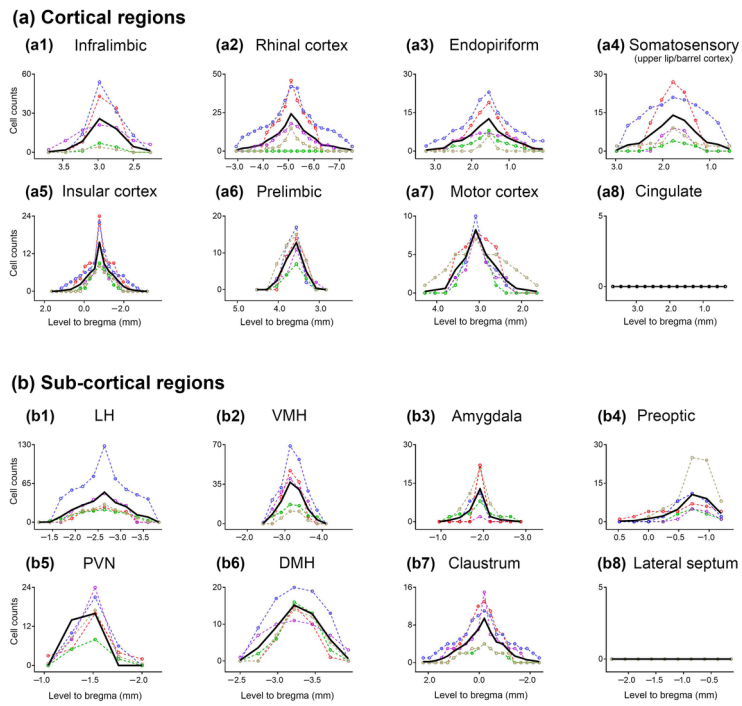 (a) Cortical regions
(a1) Infralimbic
(a2) Rhinal cortex
(a3) Endopiriform
(a4) Somatosensory
(upper lip/barrel cortex)
Cell counts
60
30
0
3.5 3.0 2.5
50
25
0
−3.0 −4.0 −5.0 −6.0 −7.0
30
15
0
3.0 2.0 1.0
30
15
0
3.0 2.0 1.0
(a5) Insular cortex
(a6) Prelimbic
(a7) Motor cortex
(a8) Cingulate
Cell counts
24
12
0
2.0 0.0 −2.0
Level to bregma (mm)
20
10
0
5.0 4.0 3.0
Level to bregma (mm)
10
5
0
4.0 3.0 2.0
Level to bregma (mm)
5
0
3.0 2.0 1.0
Level to bregma (mm)
(b) Sub-cortical regions
(b1) LH
(b2) VMH
(b3) Amygdala
(b4) Preoptic
Cell counts
130
65
0
−1.5 −2.0 −2.5 −3.0 −3.5
70
35
0
−2.0 −3.0 −4.0
30
15
0
−1.0 −2.0 −3.0
30
15
0
0.5 0.0 −0.5 −1.0
(b5) PVN
(b6) DMH
(b7) Claustrum
(b8) Lateral septum
Cell counts
24
12
0
−1.0 −1.5 −2.0
Level to bregma (mm)
20
10
0
−2.5 −3.0 −3.5
Level to bregma (mm)
30
15
0
2.0 0.0 −2.0
Level to bregma (mm)
5
0
−2.0 −1.5 −1.0 −0.5
Level to bregma (mm)